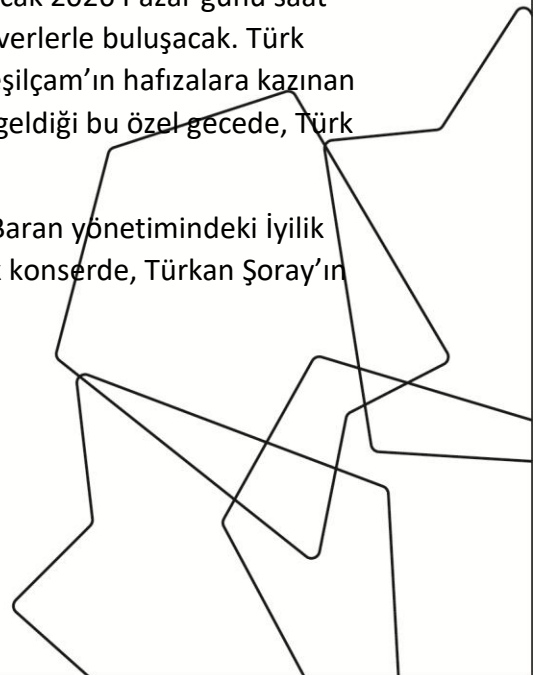 cak 2026 Pazar günü saat
verlerle buluşacak. Türk
eşilçam’ın hafızalara kazınan
geldiği bu özel gecede, Türk
Baran yönetimindeki İyilik
k konserde, Türkan Şoray’ın